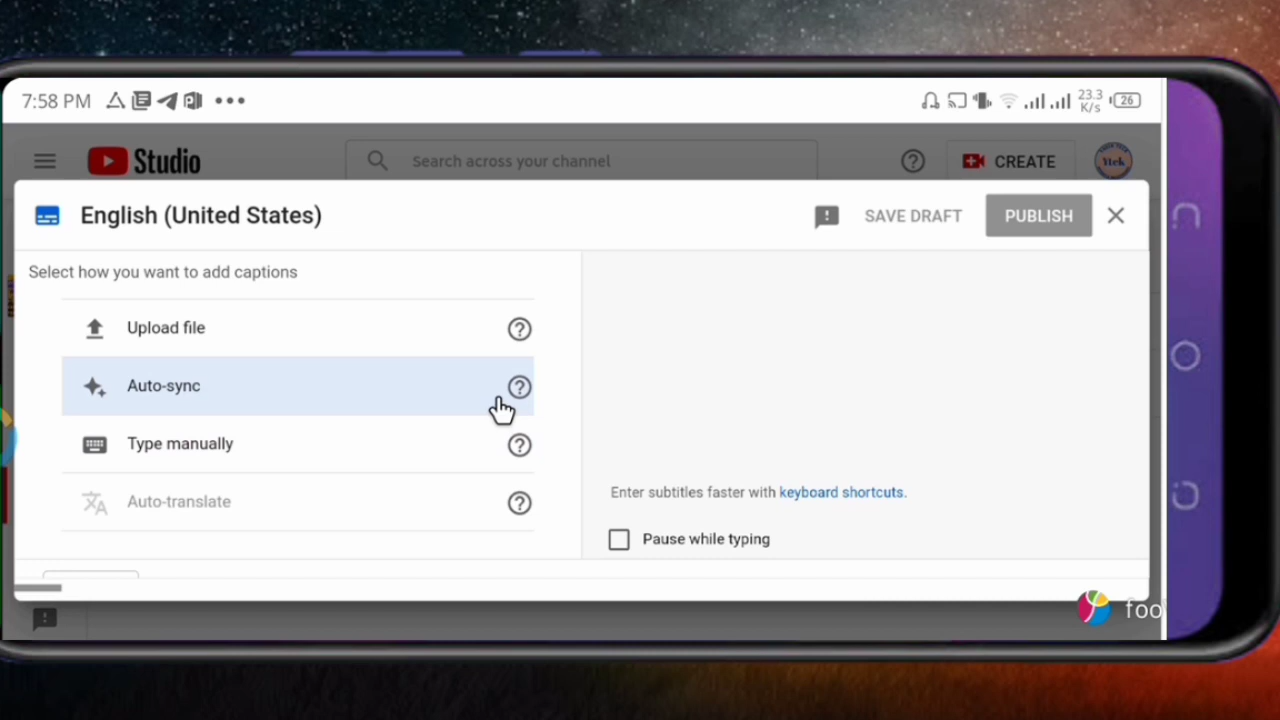 7:58 PM
23.3 K/s
26
Studio
Search across your channel
CREATE
English (United States)
SAVE DRAFT
PUBLISH
Select how you want to add captions
Upload file
Auto-sync
Type manually
Auto-translate
Enter subtitles faster with keyboard shortcuts.
Pause while typing
foo